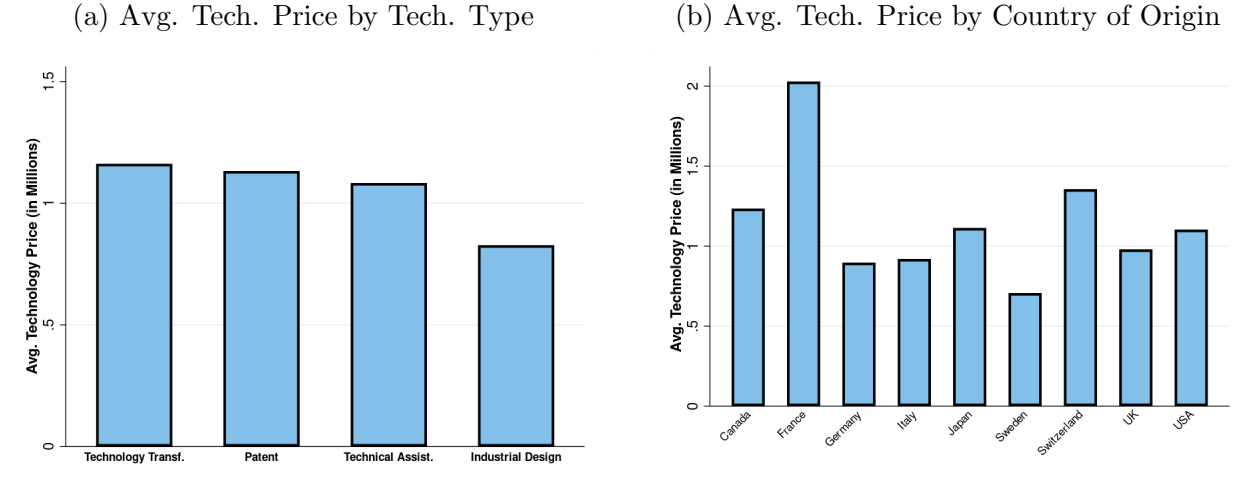 (a) Avg. Tech. Price by Tech. Type
Avg. Technology Price (in Millions)
1.5
1
.5
0
Technology Transf.
Patent
Technical Assist.
Industrial Design
(b) Avg. Tech. Price by Country of Origin
Avg. Technology Price (in Millions)
2
1.5
1
.5
0
Canada
France
Germany
Italy
Japan
Sweden
Switzerland
UK
USA